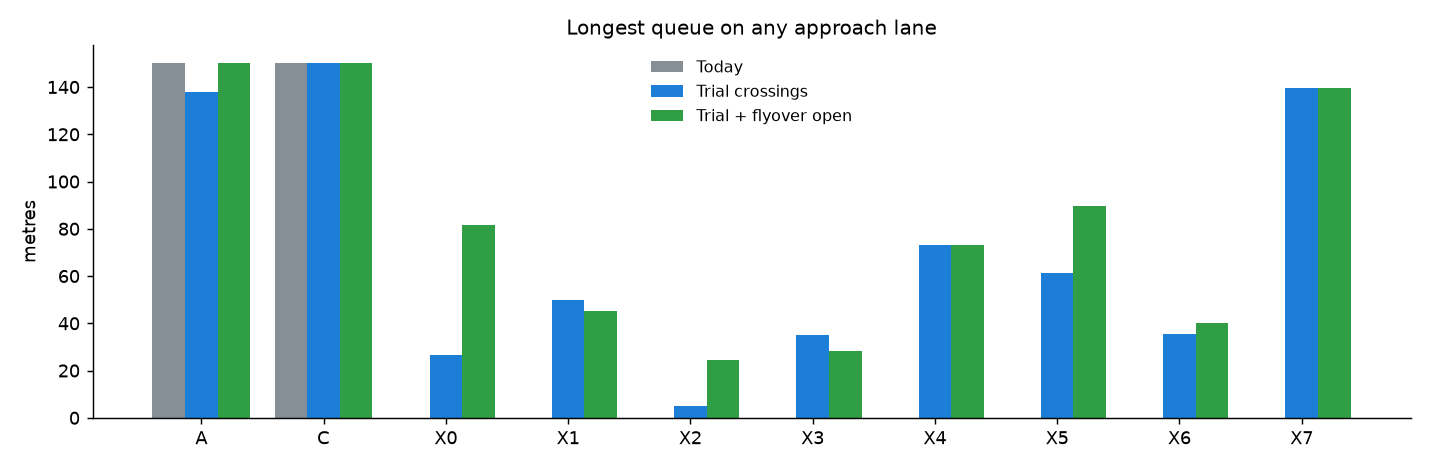 Longest queue on any approach lane
Today
Trial crossings
Trial + flyover open
metres
140
120
100
80
60
40
20
0
A C X0 X1 X2 X3 X4 X5 X6 X7